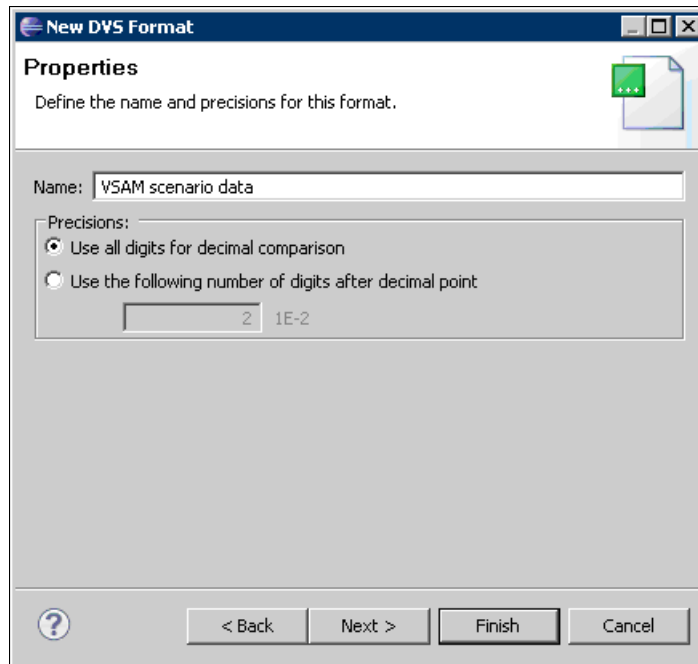 New DVS Format
Properties
Define the name and precisions for this format.
Name: VSAM scenario data
Precisions:
Use all digits for decimal comparison
Use the following number of digits after decimal point
2 1E-2
? < Back Next > Finish Cancel